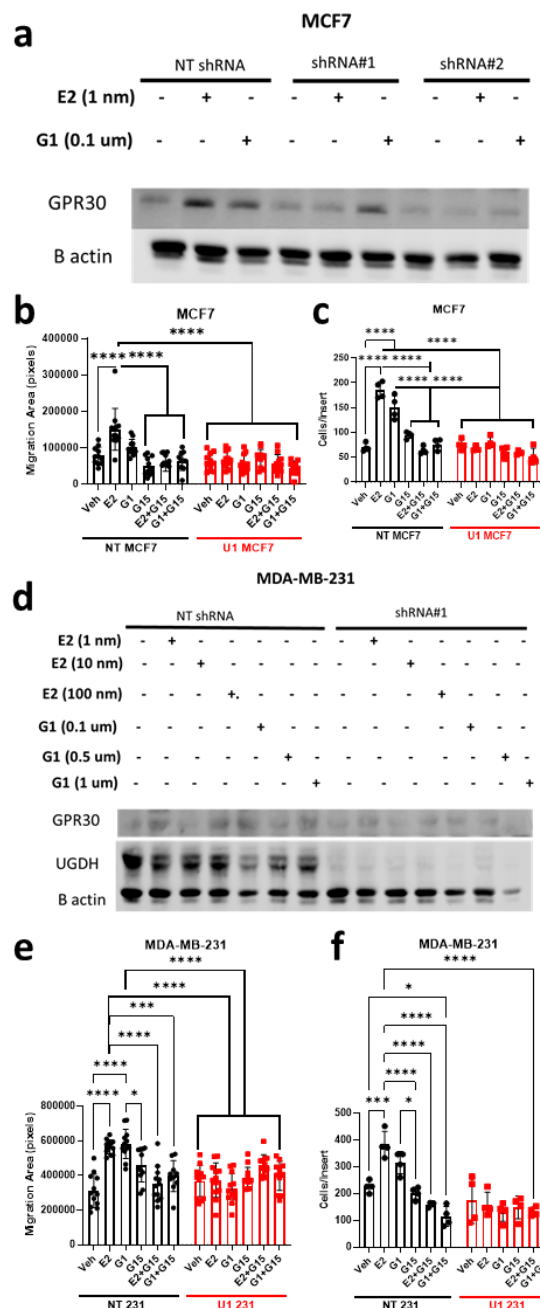 a
MCF7
NT shRNA shRNA#1 shRNA#2
E2 (1 nm) - + - - + - - + -
G1 (0.1 um) - - + - - + - - +
GPR30
B actin
b
MCF7
Migration Area (pixels)
400000
300000
200000
100000
0
****
**** ****
Veh E2 G1 G15 E2+G15 G1+G15 Veh E2 G1 G15 E2+G15 G1+G15
NT MCF7 U1 MCF7
c
MCF7
Cells/Insert
250
200
150
100
50
0
****
****
**** ****
**** ****
Veh E2 G1 G15 E2+G15 G1+G15 Veh E2 G1 G15 E2+G15 G1+G15
NT MCF7 U1 MCF7
d
MDA-MB-231
NT shRNA shRNA#1
E2 (1 nm) - + - - - - - - + - - - - -
E2 (10 nm) - - + - - - - - - + - - - -
E2 (100 nm) - - - +. - - - - - - + - - -
G1 (0.1 um) - - - - + - - - - - - + - -
G1 (0.5 um) - - - - - + - - - - - - + -
G1 (1 um) - - - - - - + - - - - - - +
GPR30
UGDH
B actin
e
MDA-MB-231
Migration Area (pixels)
800000
600000
400000
200000
0
****
****
***
****
****
**** *
Veh E2 G1 G15 E2+G15 G1+G15 Veh E2 G1 G15 E2+G15 G1+G15
NT 231 U1 231
f
MDA-MB-231
Cells/Insert
400
300
200
100
0
****
*
****
****
****
*** *
Veh E2 G1 G15 E2+G15 G1+G15 Veh E2 G1 G15 E2+G15 G1+G15
NT 231 U1 231